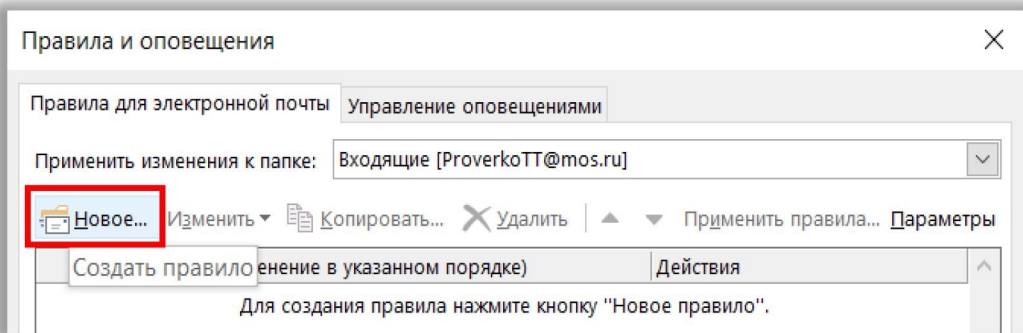 Правила и оповещения
Правила для электронной почты Управление оповещениями
Применить изменения к папке: Входящие [ProverkoTT@mos.ru]
Новое... Изменить Копировать... Удалить Применить правила... Параметры
Создать правило енение в указанном порядке) Действия
Для создания правила нажмите кнопку "Новое правило".